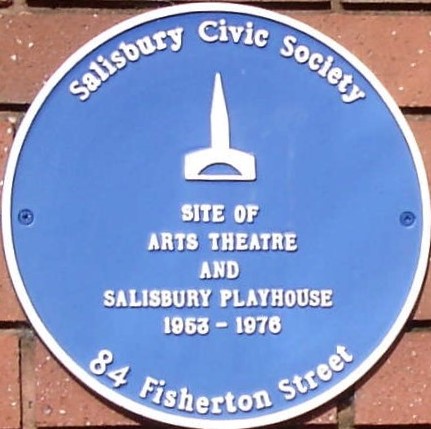 Salisbury Civic Society
SITE OF
ARTS THEATRE
AND
SALISBURY PLAYHOUSE
1953 - 1976
84 Fisherton Street